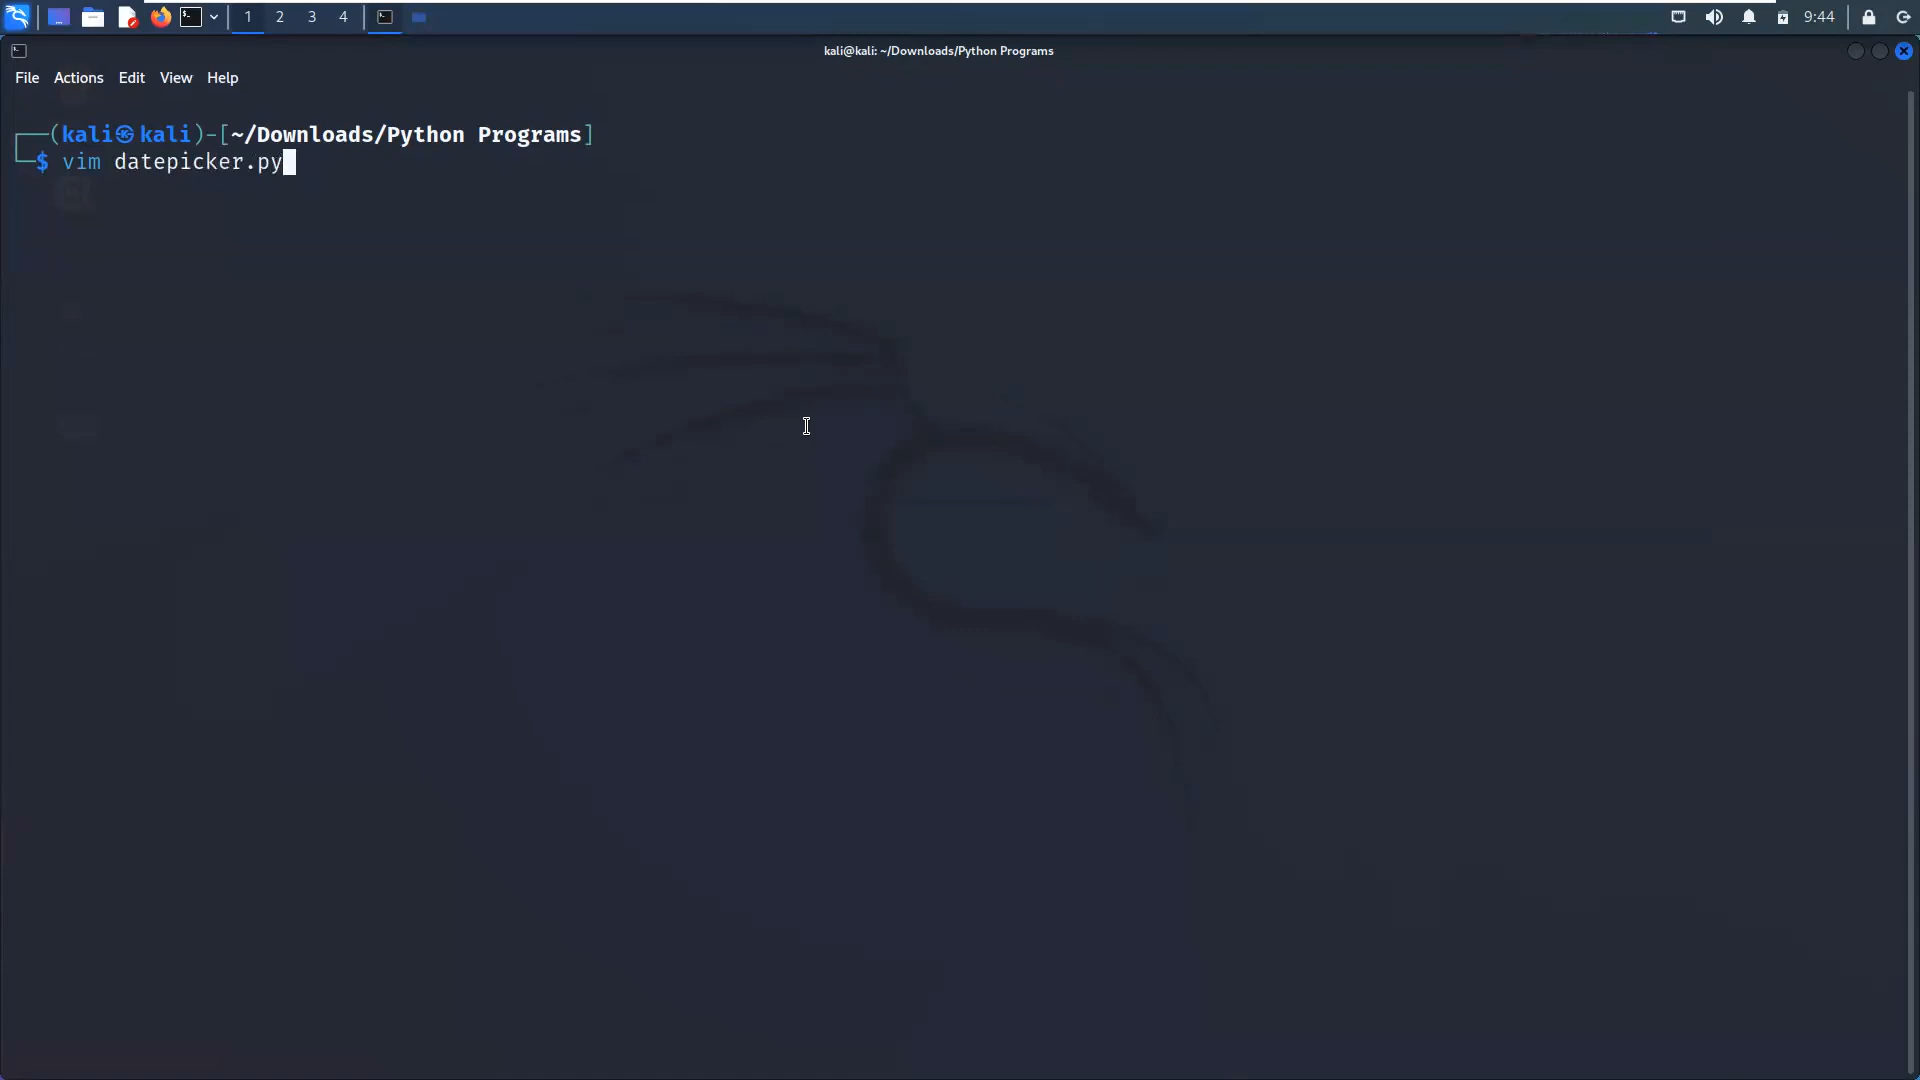 1 2 3 4 9:44
kali@kali: ~/Downloads/Python Programs
File Actions Edit View Help
┌──(kali㉿kali)-[~/Downloads/Python Programs]
└─$ vim datepicker.py